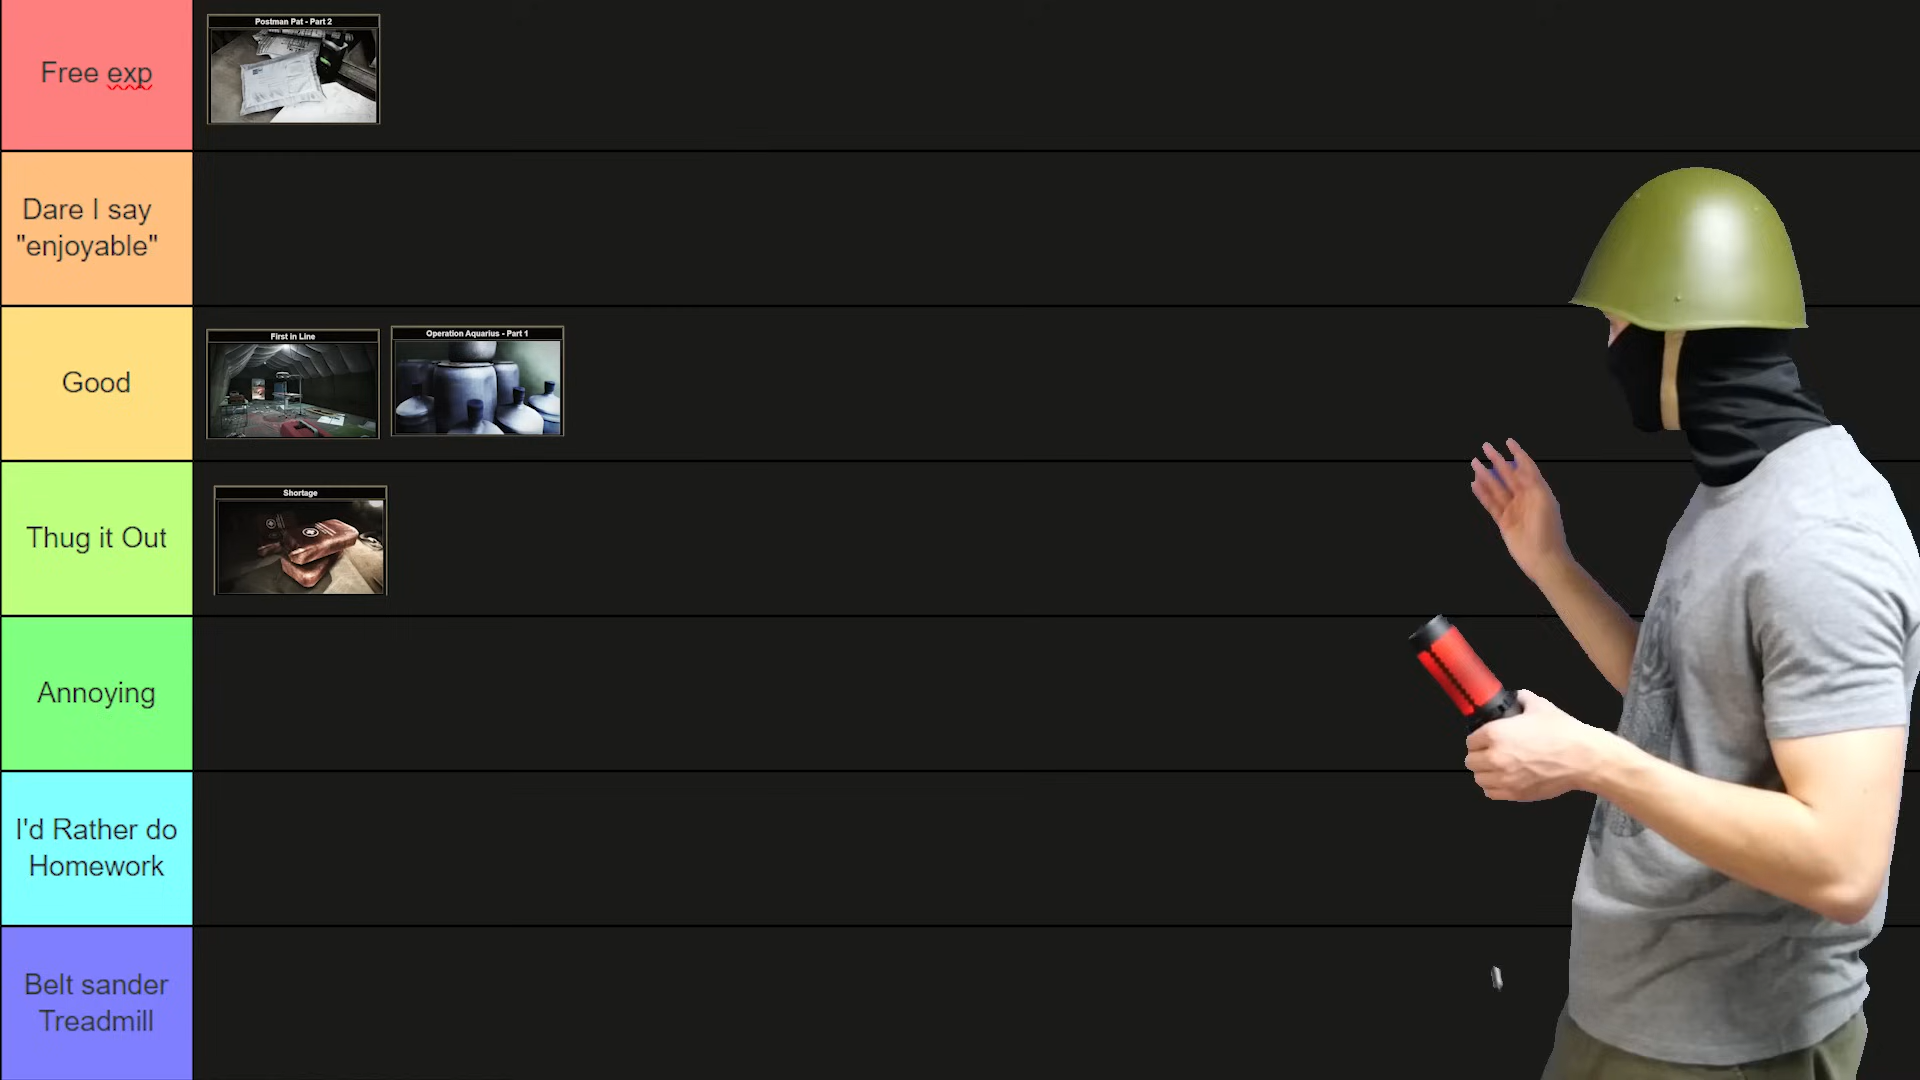 Free exp
Postman Pat - Part 2
Dare I say
"enjoyable"
Good
First in Line
Operation Aquarius - Part 1
Thug it Out
Shortage
Annoying
I'd Rather do
Homework
Belt sander
Treadmill